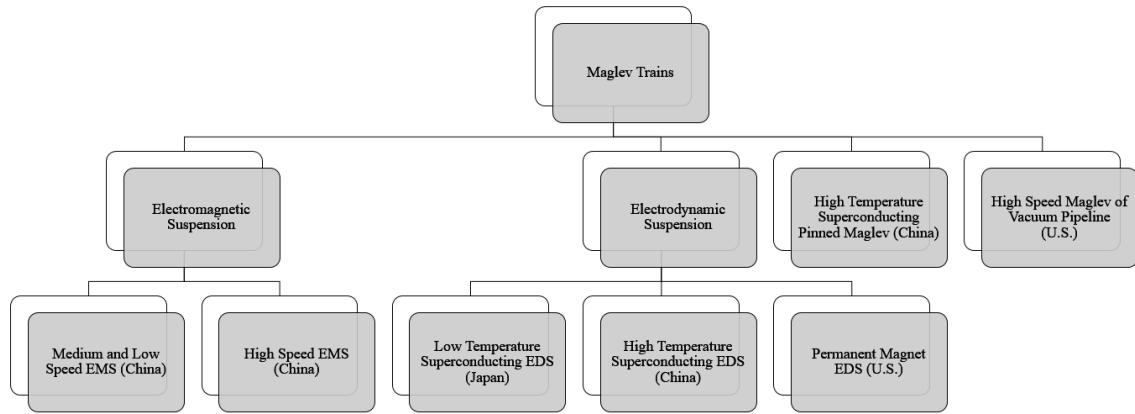 Maglev Trains
Electromagnetic
Suspension
Electrodynamic
Suspension
High Temperature
Superconducting
Pinned Maglev (China)
High Speed Maglev of
Vacuum Pipeline
(U.S.)
Medium and Low
Speed EMS (China)
High Speed EMS
(China)
Low Temperature
Superconducting EDS
(Japan)
High Temperature
Superconducting EDS
(China)
Permanent Magnet
EDS (U.S.)